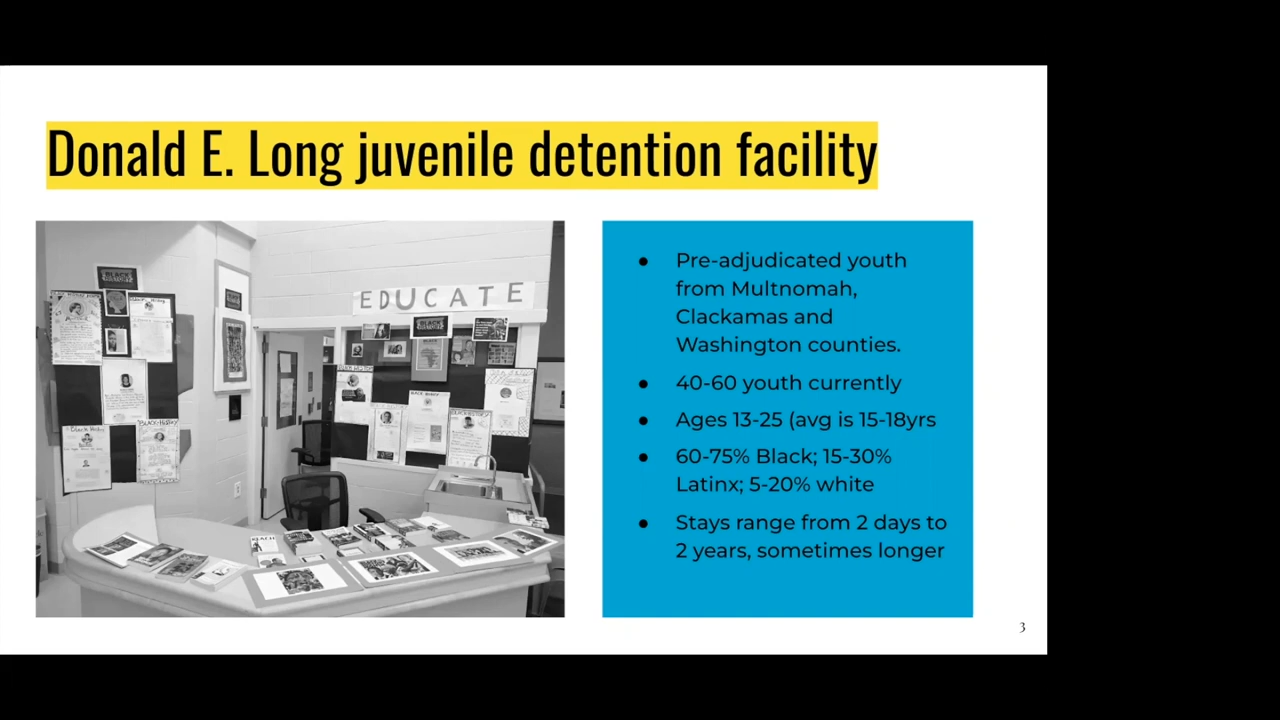 Donald E. Long juvenile detention facility
EDUCATE
● Pre-adjudicated youth
from Multnomah,
Clackamas and
Washington counties.
● 40-60 youth currently
● Ages 13-25 (avg is 15-18yrs
● 60-75% Black; 15-30%
Latinx; 5-20% white
● Stays range from 2 days to
2 years, sometimes longer
3